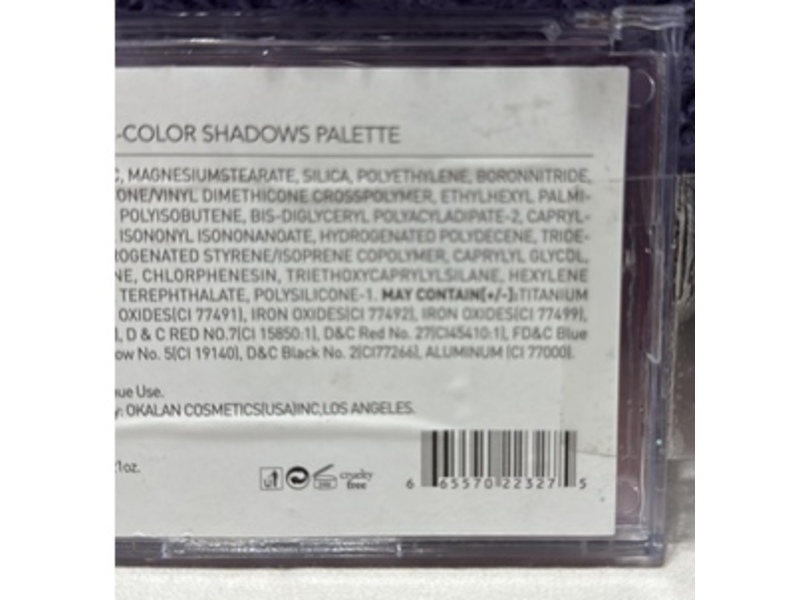 -COLOR SHADOWS PALETTE
C, MAGNESIUMSTEARATE, SILICA, POLYETHYLENE, BORONNITRIDE,
ONE/VINYL DIMETHICONE CROSSPOLYMER, ETHYLHEXYL PALMI-
POLYISOBUTENE, BIS-DIGLYCERYL POLYACYLADIPATE-2, CAPRYL-
ISONONYL ISONONANOATE, HYDROGENATED POLYDECENE, TRIDE-
ROGENATED STYRENE/ISOPRENE COPOLYMER, CAPRYLYL GLYCOL,
NE, CHLORPHENESIN, TRIETHOXYCAPRYLYLSILANE, HEXYLENE
TEREPHTHALATE, POLYSILICONE-1. MAY CONTAIN(+/-):TITANIUM
OXIDES(CI 77491), IRON OXIDES(CI 77492), IRON OXIDES(CI 77499),
), D & C RED NO.7(CI 15850:1), D&C Red No. 27(CI45410:1), FD&C Blue
ow No. 5(CI 19140), D&C Black No. 2(CI77266), ALUMINUM (CI 77000).
nue Use.
y: OKALAN COSMETICS(USA)INC,LOS ANGELES.
21oz.
cruelty
free
6 65570 22327 5